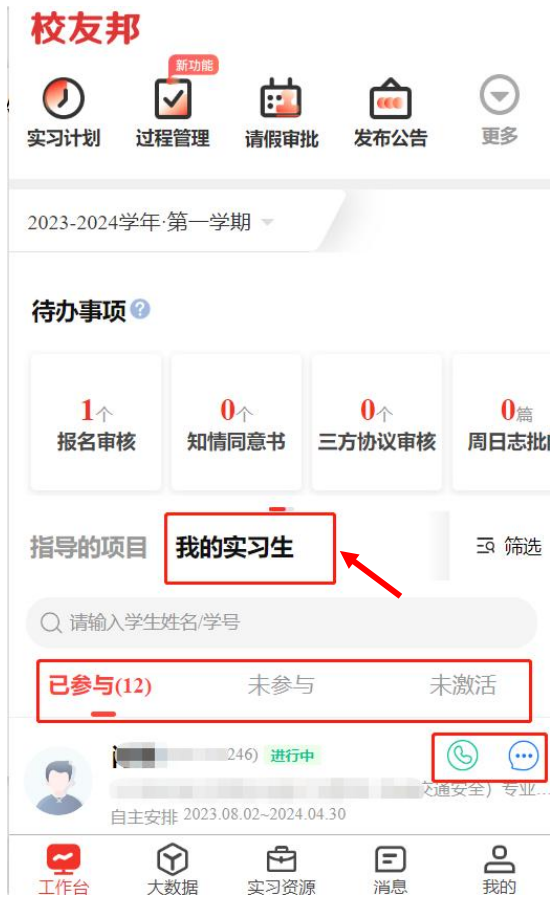 校友邦
新功能
实习计划 过程管理 请假审批 发布公告 更多
2023-2024学年·第一学期
待办事项
1个 0个 0个 0篇
报名审核 知情同意书 三方协议审核 周日志批
指导的项目 我的实习生 筛选
请输入学生姓名/学号
已参与(12) 未参与 未激活
246) 进行中
交通安全）专业...
自主安排 2023.08.02~2024.04.30
工作台 大数据 实习资源 消息 我的